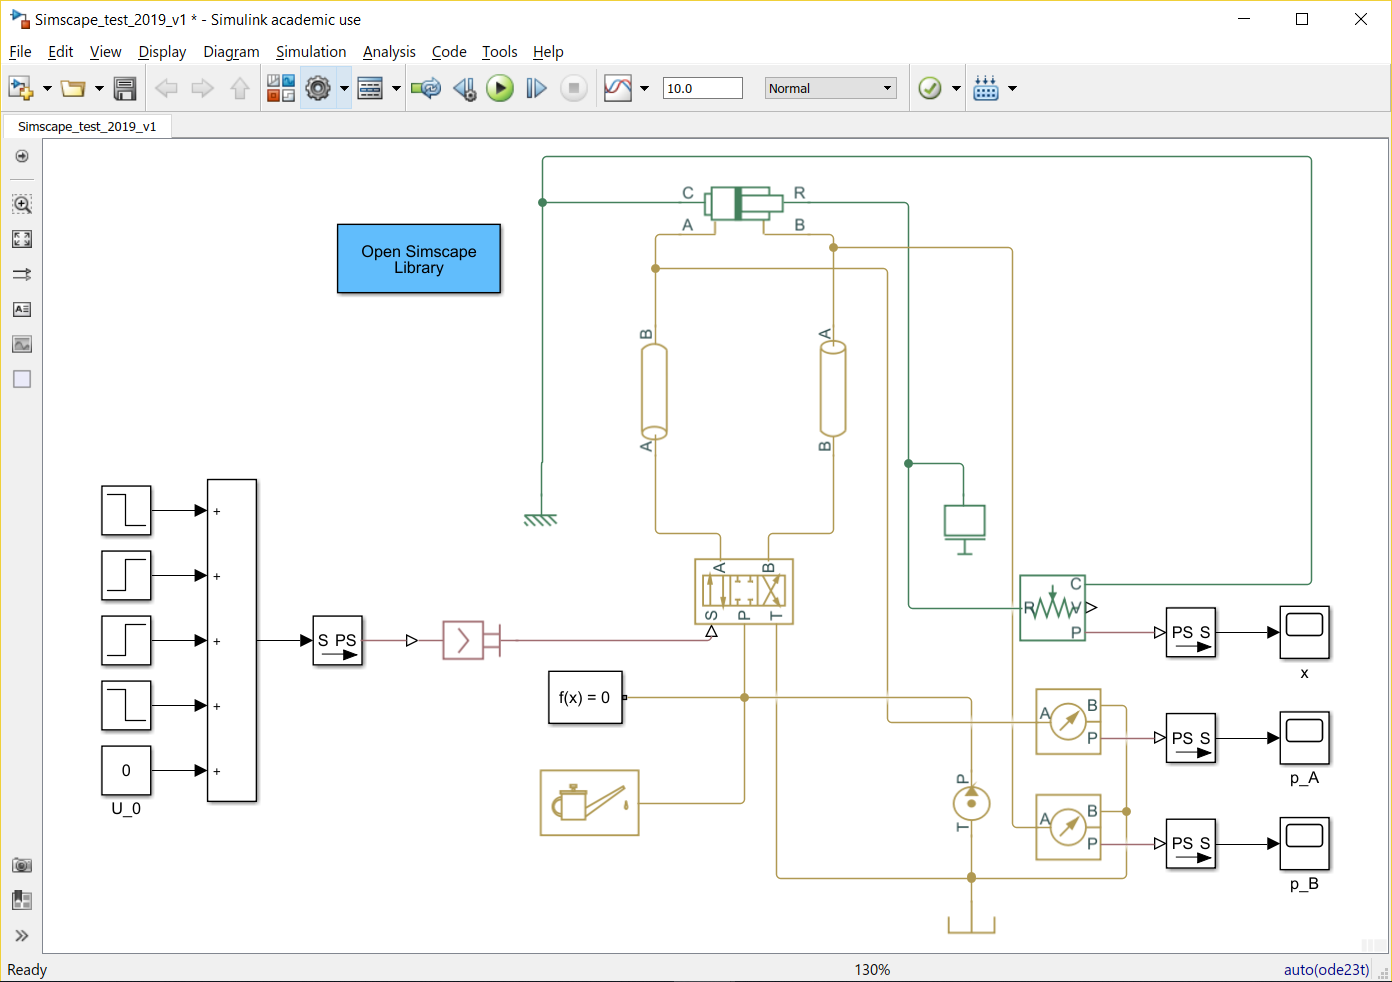 Simscape_test_2019_v1 * - Simulink academic use
File Edit View Display Diagram Simulation Analysis Code Tools Help
10.0 Normal
Simscape_test_2019_v1
C R
A B
Open Simscape
Library
B A
A B
A B
S P T
+
+
+
+
+
0
U_0
S PS
f(x) = 0
C
R V
P
PS S
x
A B
P
PS S
p_A
P
T
A B
P
PS S
p_B
Ready 130% auto(ode23t)